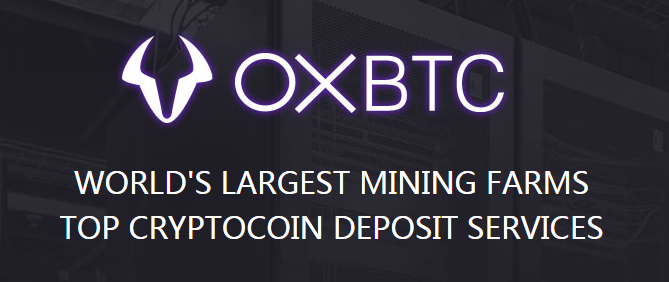 OXBTC
WORLD'S LARGEST MINING FARMS
TOP CRYPTOCOIN DEPOSIT SERVICES